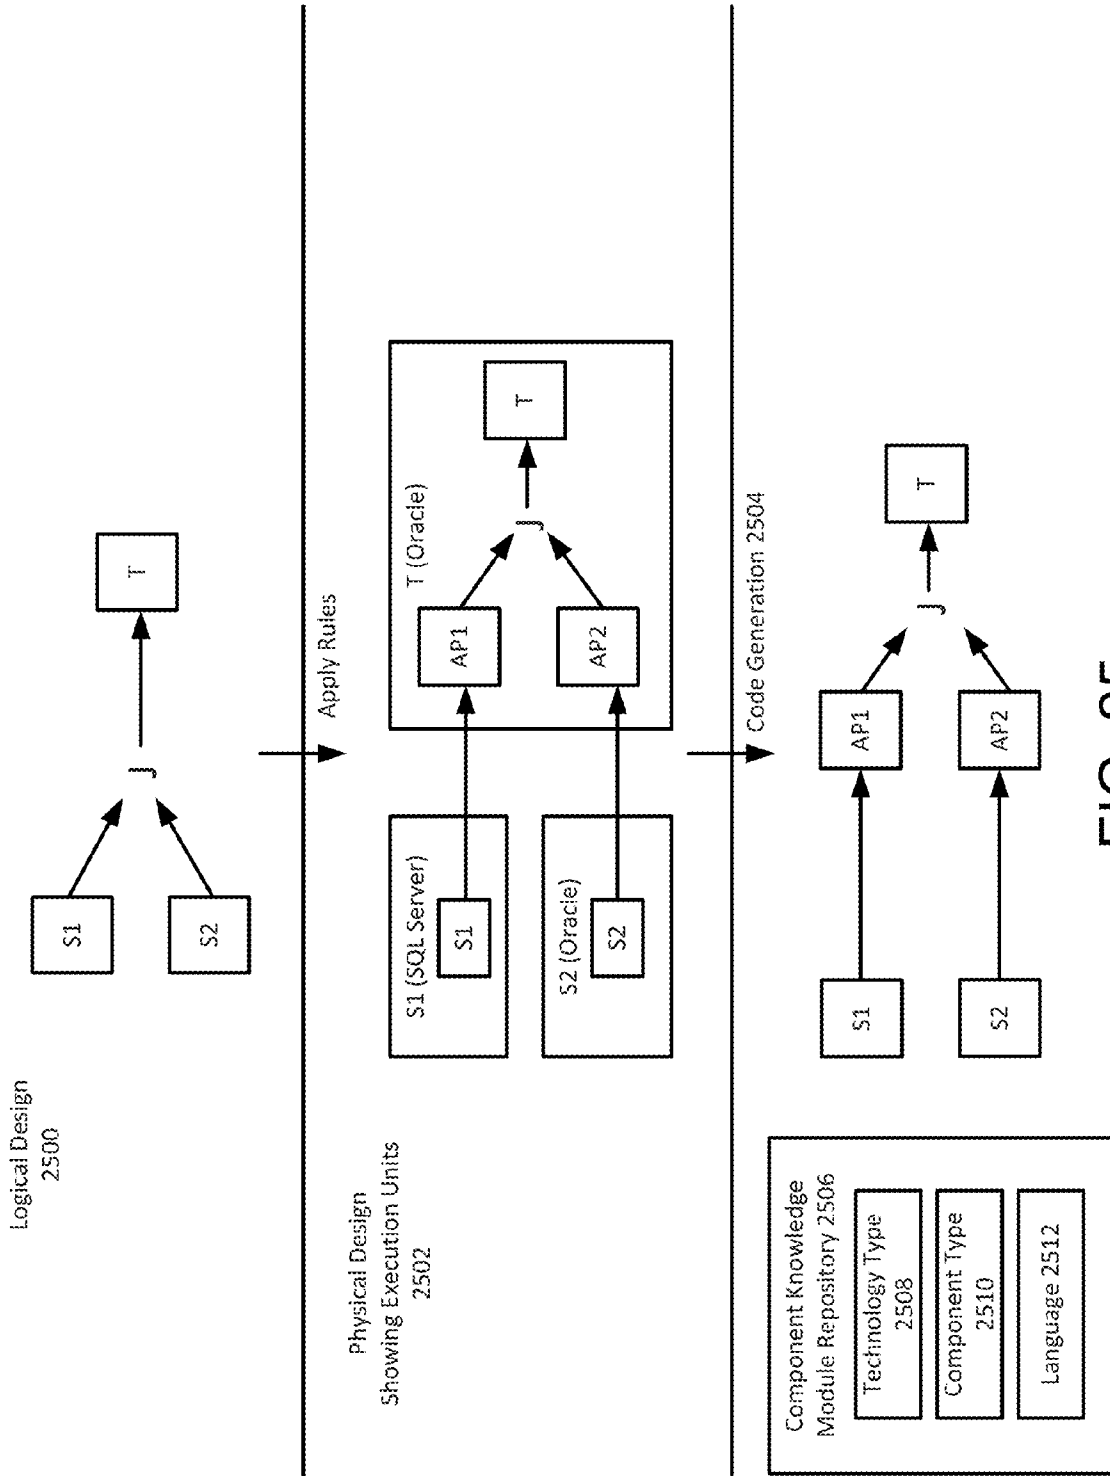 Logical Design
2500
S1
S2
J
T
Apply Rules
Physical Design
Showing Execution Units
2502
S1 (SQL Server)
S1
S2 (Oracle)
S2
T (Oracle)
AP1
AP2
J
T
Code Generation 2504
Component Knowledge
Module Repository 2506
Technology Type
2508
Component Type
2510
Language 2512
S1
S2
AP1
AP2
J
T